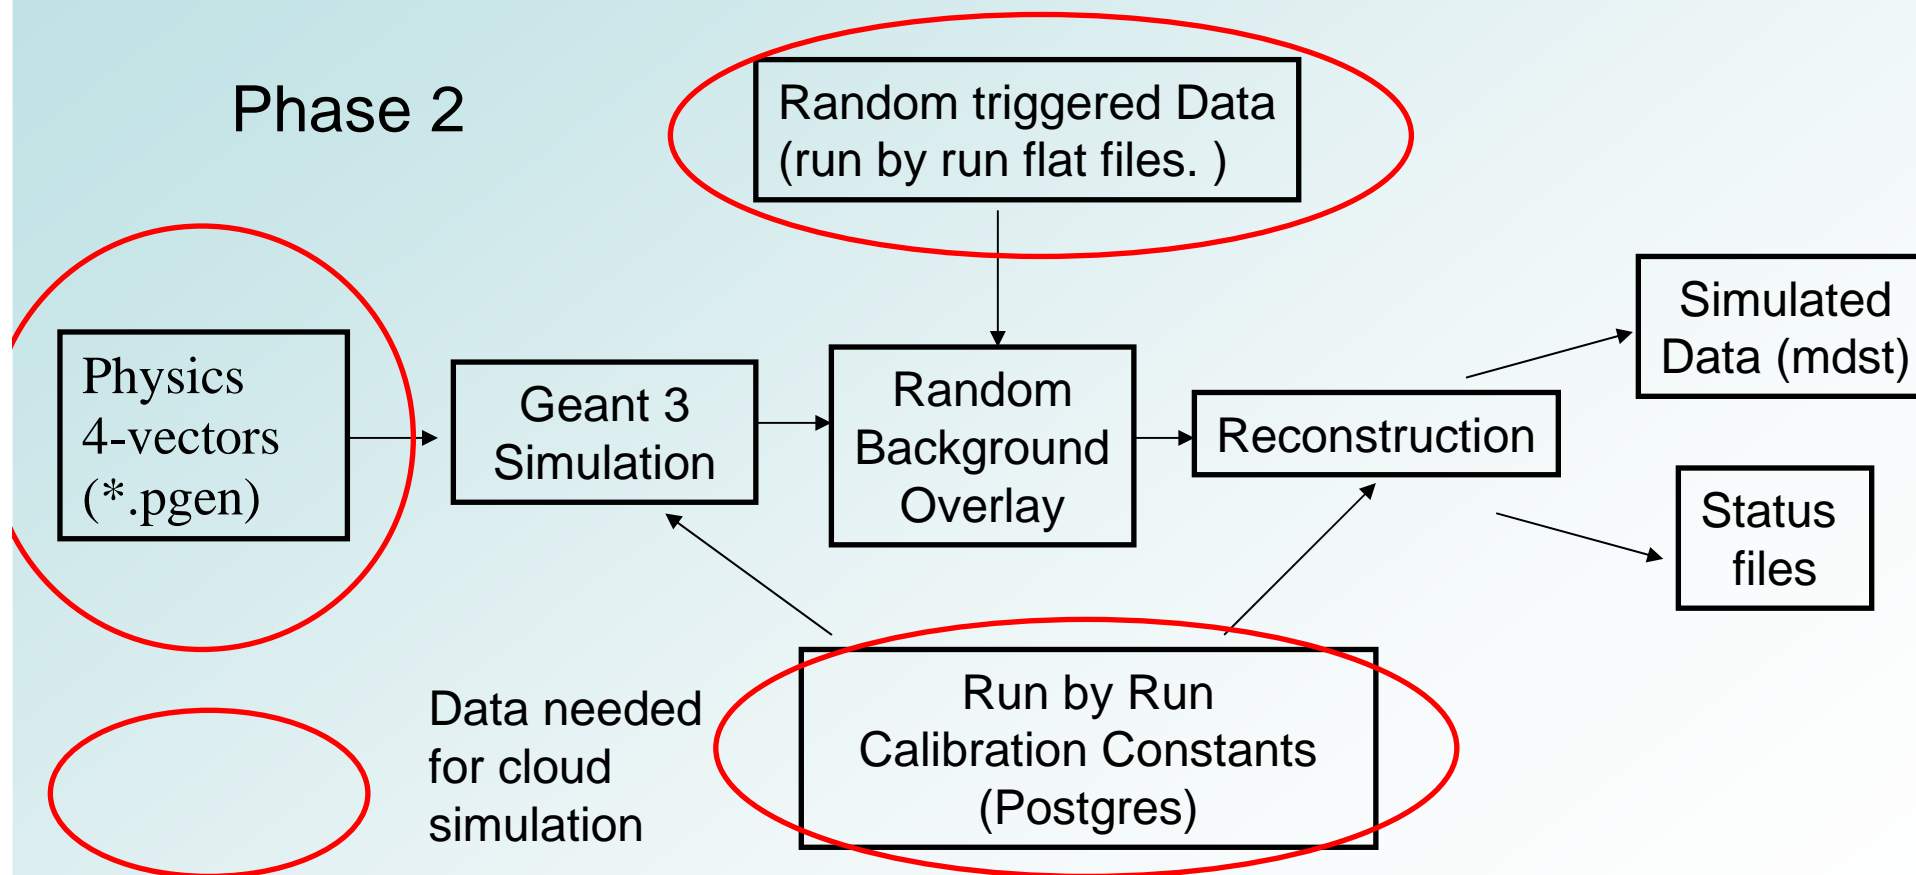 Phase 2
Random triggered Data
(run by run flat files. )
Physics
4-vectors
(*.pgen)
Geant 3
Simulation
Random
Background
Overlay
Reconstruction
Simulated
Data (mdst)
Status
files
Data needed
for cloud
simulation
Run by Run
Calibration Constants
(Postgres)